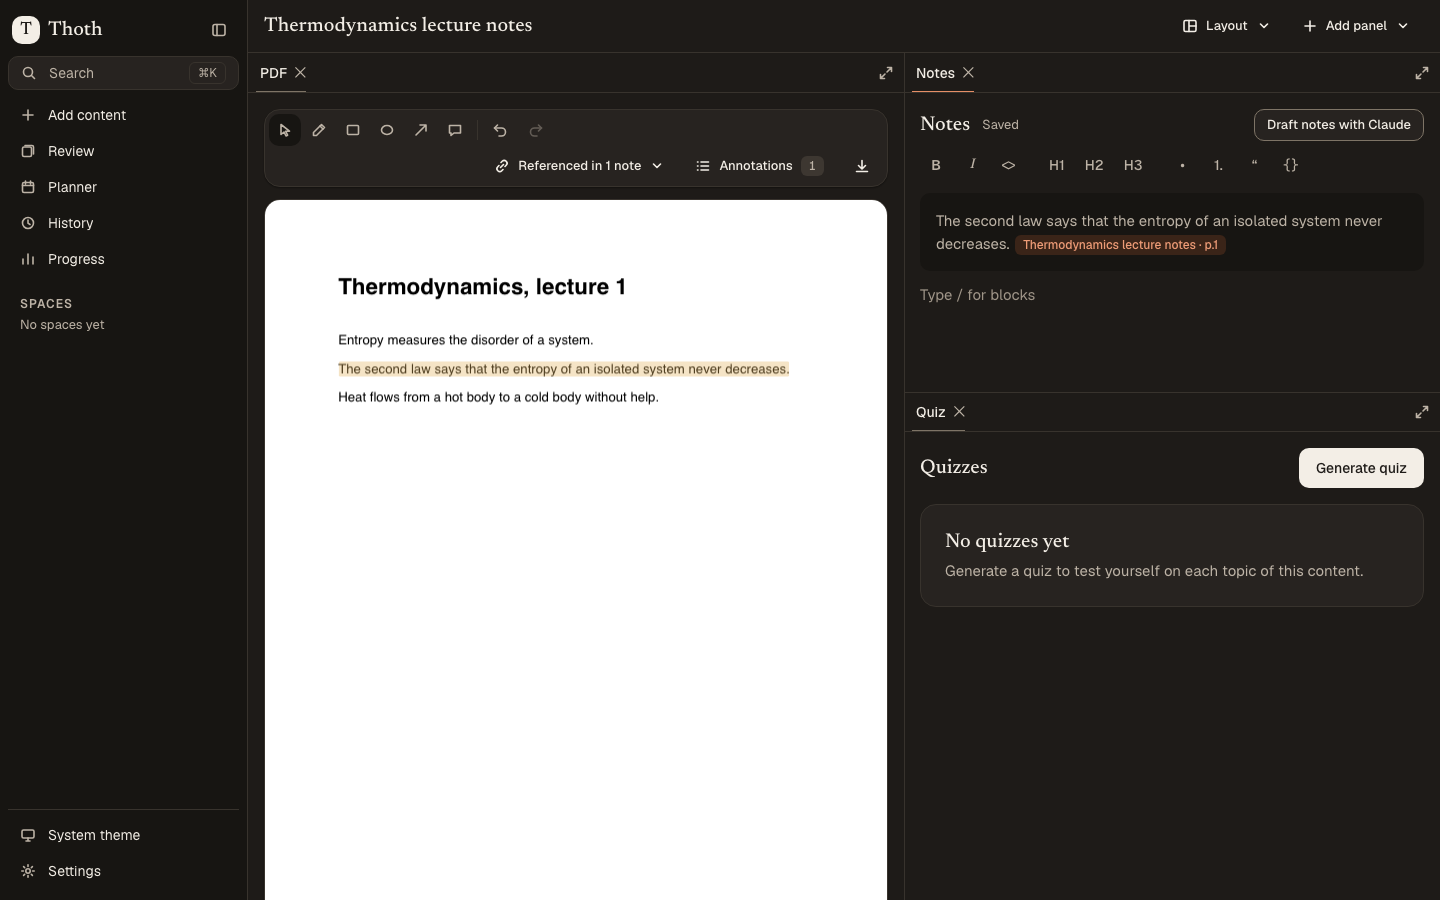 T Thoth
Search ⌘K
Add content
Review
Planner
History
Progress
SPACES
No spaces yet
System theme
Settings
Thermodynamics lecture notes
Layout
Add panel
PDF
Referenced in 1 note
Annotations 1
Thermodynamics, lecture 1
Entropy measures the disorder of a system.
The second law says that the entropy of an isolated system never decreases.
Heat flows from a hot body to a cold body without help.
Notes
Notes Saved Draft notes with Claude
B I <> H1 H2 H3 • 1. “ {}
The second law says that the entropy of an isolated system never
decreases. Thermodynamics lecture notes · p.1
Type / for blocks
Quiz
Quizzes Generate quiz
No quizzes yet
Generate a quiz to test yourself on each topic of this content.